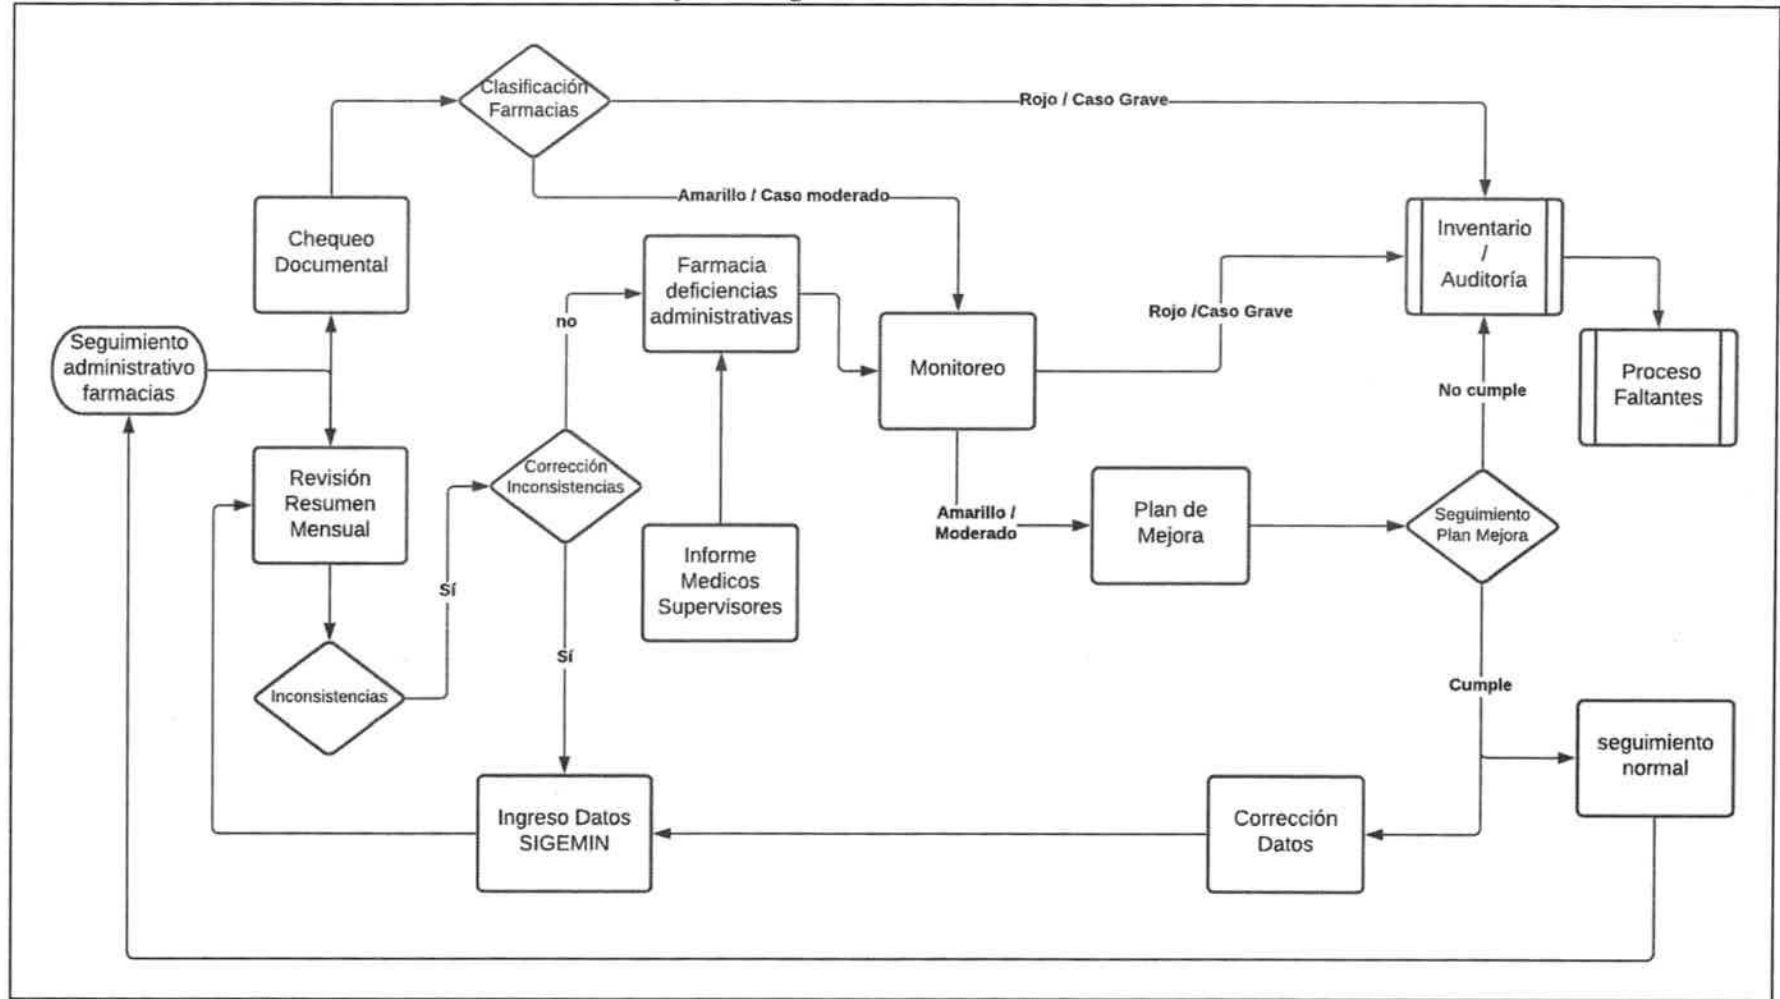 Clasificación
Farmacias
Rojo / Caso Grave
Amarillo / Caso moderado
Chequeo
Documental
Farmacia
deficiencias
administrativas
Inventario
/
Auditoría
no
Rojo /Caso Grave
Seguimiento
administrativo
farmacias
Monitoreo
Proceso
Faltantes
No cumple
Revisión
Resumen
Mensual
Corrección
Inconsistencias
Amarillo /
Moderado
Plan de
Mejora
Seguimiento
Plan Mejora
Informe
Medicos
Supervisores
Sí
Sí
Inconsistencias
Cumple
seguimiento
normal
Ingreso Datos
SIGEMIN
Corrección
Datos